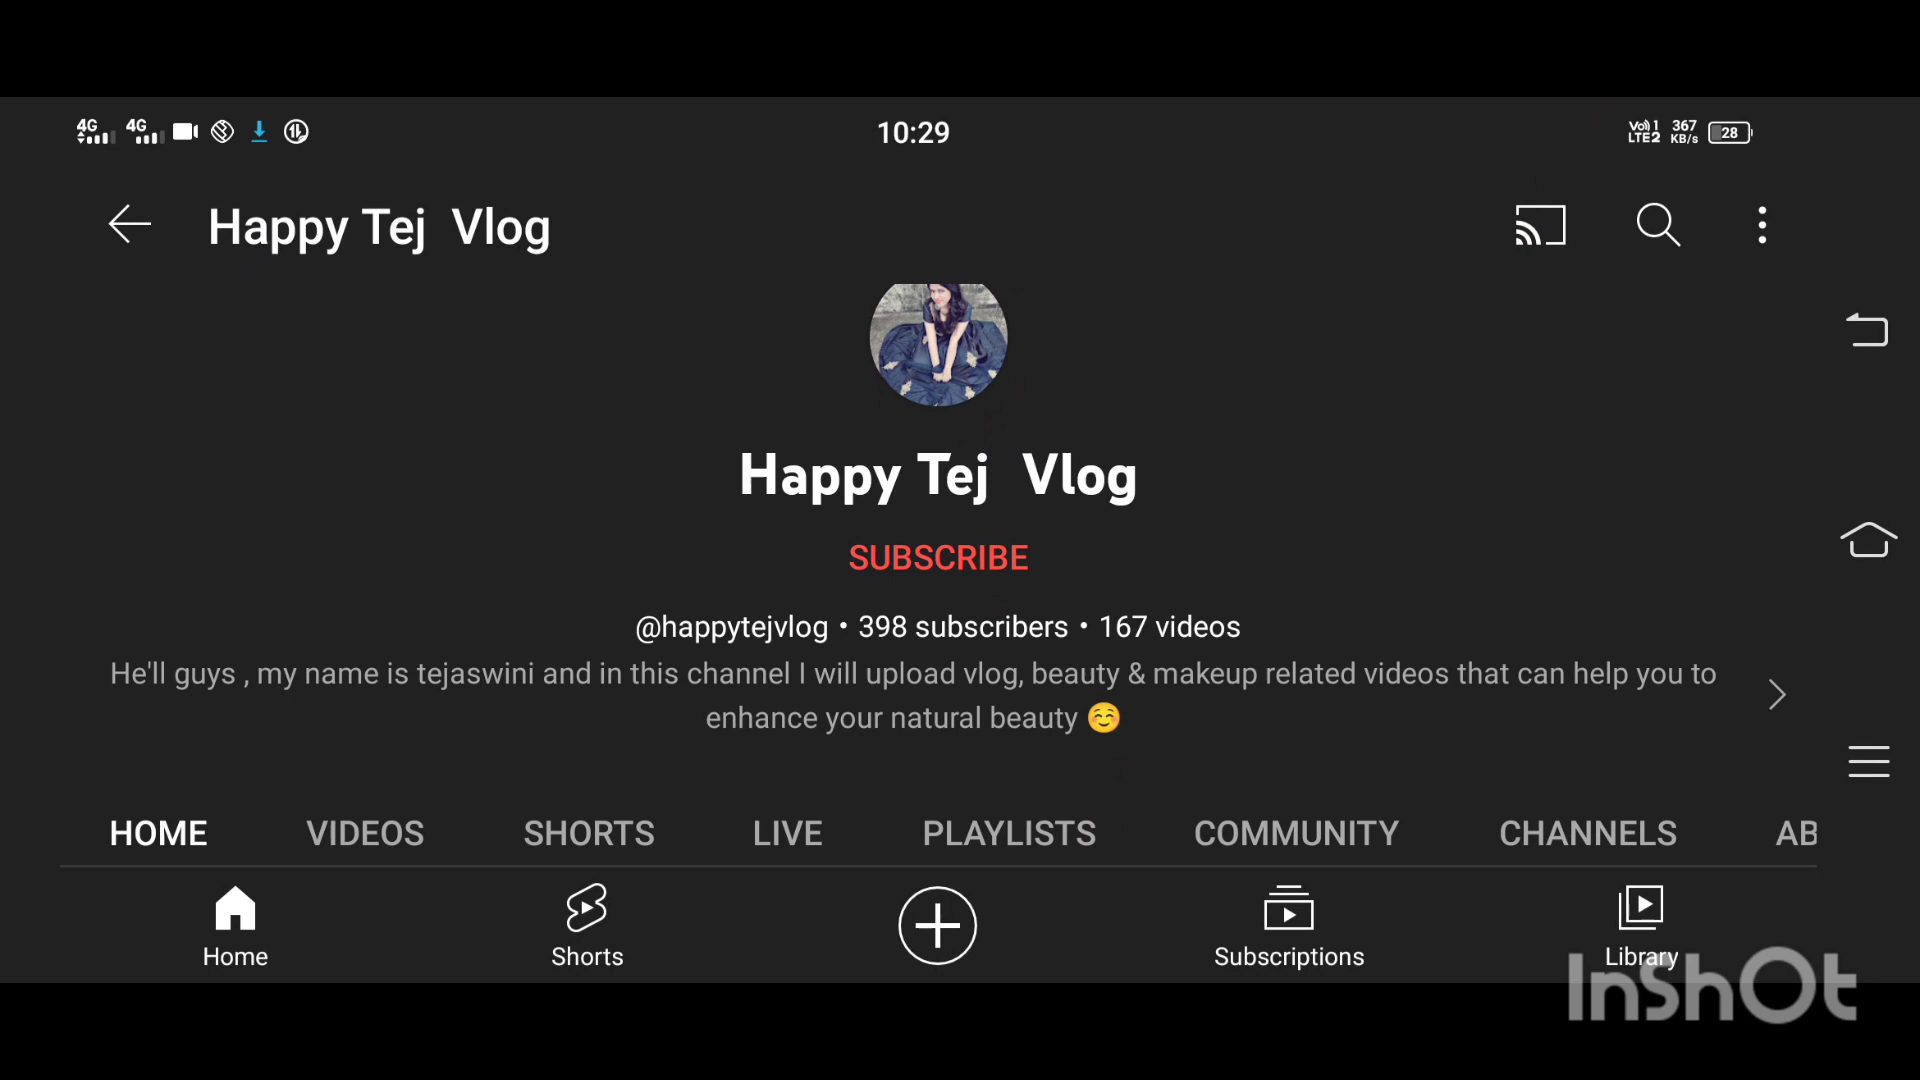 4G 4G 10:29 Vo) 1 LTE2 367 KB/s 28
Happy Tej Vlog
Happy Tej Vlog
SUBSCRIBE
@happytejvlog • 398 subscribers • 167 videos
He'll guys , my name is tejaswini and in this channel I will upload vlog, beauty & makeup related videos that can help you to
enhance your natural beauty ☺️
HOME VIDEOS SHORTS LIVE PLAYLISTS COMMUNITY CHANNELS AB
Home Shorts Subscriptions Library
InShOt